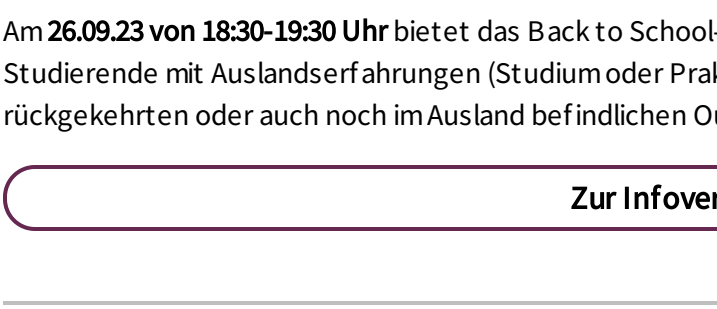 Am 26.09.23 von 18:30-19:30 Uhr bietet das Back to School-
Studierende mit Auslandserfahrungen (Studium oder Prak
rückgekehrten oder auch noch im Ausland befindlichen Ou
Zur Infover